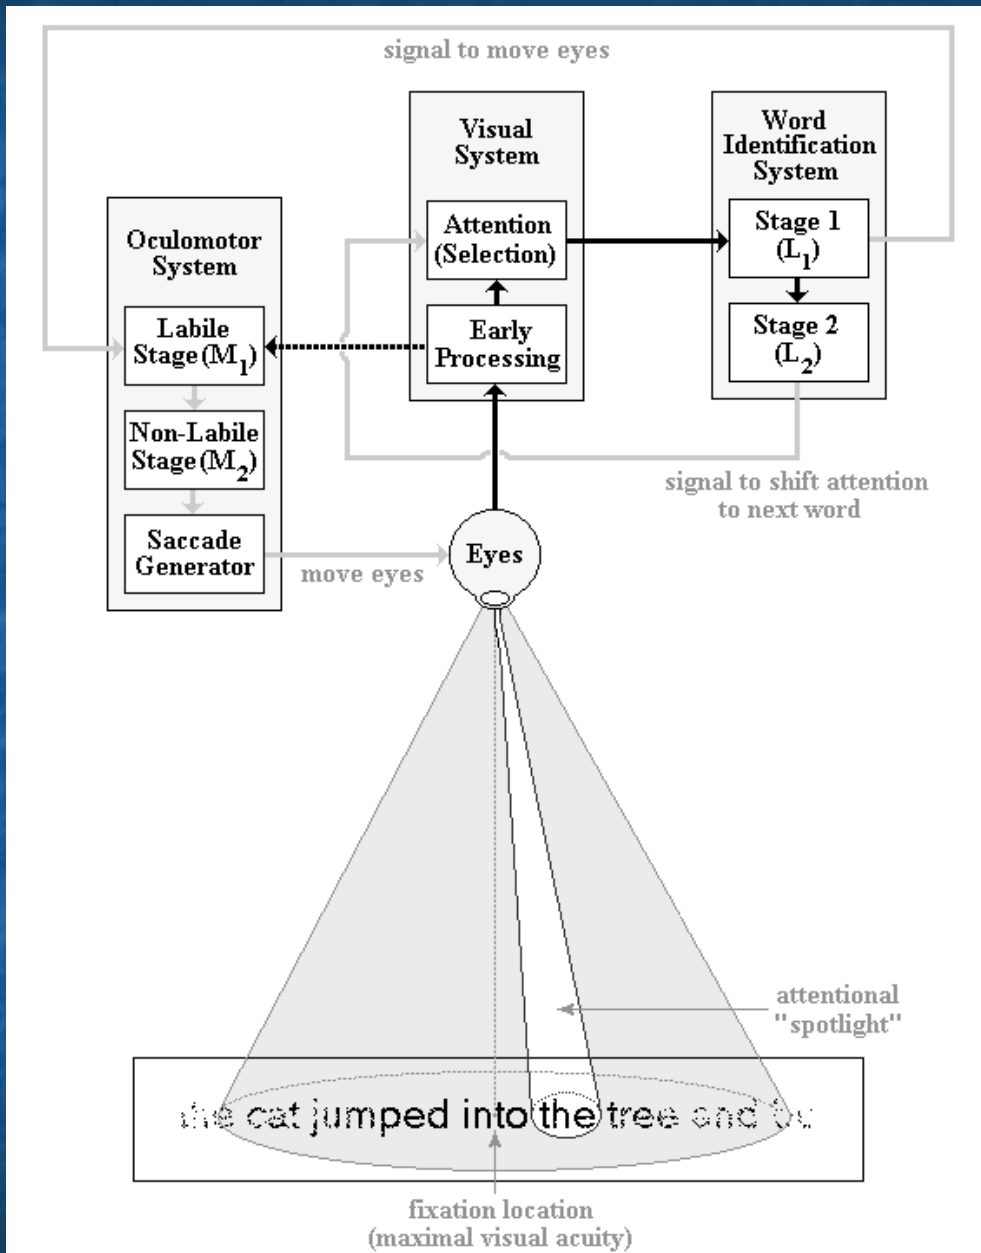 signal to move eyes
Visual
System
Word
Identification
System
Attention
(Selection)
Stage 1
(L1)
Oculomotor
System
Labile
Stage (M1)
Early
Processing
Stage 2
(L2)
Non-Labile
Stage (M2)
signal to shift attention
to next word
Saccade
Generator
move eyes
Eyes
attentional
"spotlight"
the cat jumped into the tree and
fixation location
(maximal visual acuity)